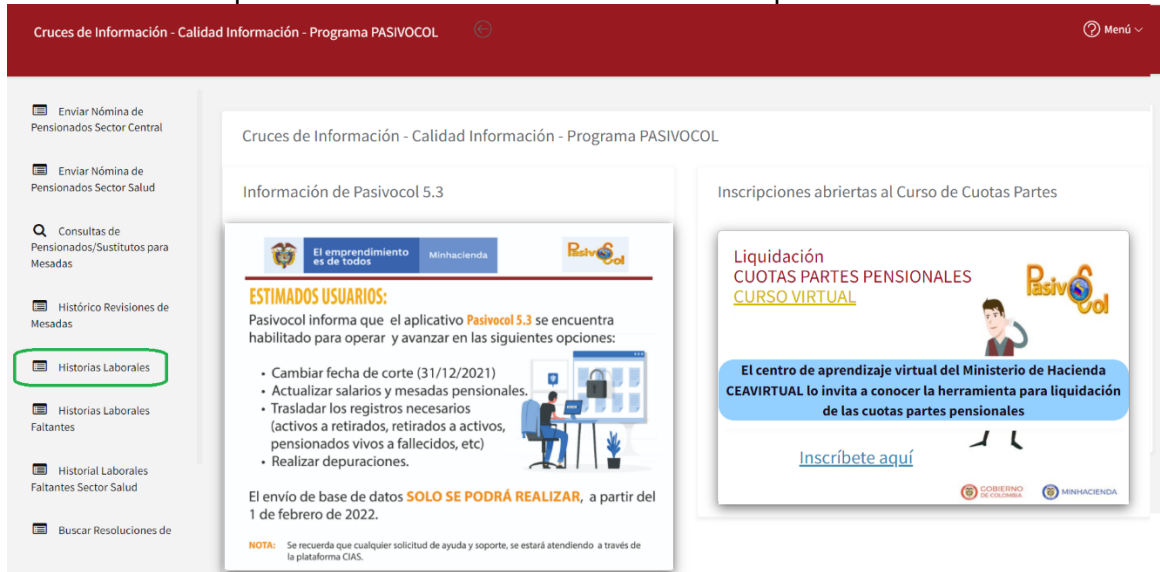 Cruces de Información - Calidad Información - Programa PASIVOCOL
Menú
Enviar Nómina de
Pensionados Sector Central
Enviar Nómina de
Pensionados Sector Salud
Consultas de
Pensionados/Sustitutos para
Mesadas
Histórico Revisiones de
Mesadas
Historias Laborales
Historias Laborales
Faltantes
Historial Laborales
Faltantes Sector Salud
Buscar Resoluciones de
Cruces de Información - Calidad Información - Programa PASIVOCOL
Información de Pasivocol 5.3
El emprendimiento
es de todos
Minhacienda
PasivoCol
ESTIMADOS USUARIOS:
Pasivocol informa que el aplicativo Pasivocol 5.3 se encuentra
habilitado para operar y avanzar en las siguientes opciones:
• Cambiar fecha de corte (31/12/2021)
• Actualizar salarios y mesadas pensionales.
• Trasladar los registros necesarios
(activos a retirados, retirados a activos,
pensionados vivos a fallecidos, etc)
• Realizar depuraciones.
El envío de base de datos SOLO SE PODRÁ REALIZAR, a partir del
1 de febrero de 2022.
NOTA: Se recuerda que cualquier solicitud de ayuda y soporte, se estará atendiendo a través de
la plataforma CIAS.
Inscripciones abriertas al Curso de Cuotas Partes
Liquidación
CUOTAS PARTES PENSIONALES
CURSO VIRTUAL
PasivoCol
El centro de aprendizaje virtual del Ministerio de Hacienda
CEAVIRTUAL lo invita a conocer la herramienta para liquidación
de las cuotas partes pensionales
Inscríbete aquí
GOBIERNO
DE COLOMBIA
MINHACIENDA